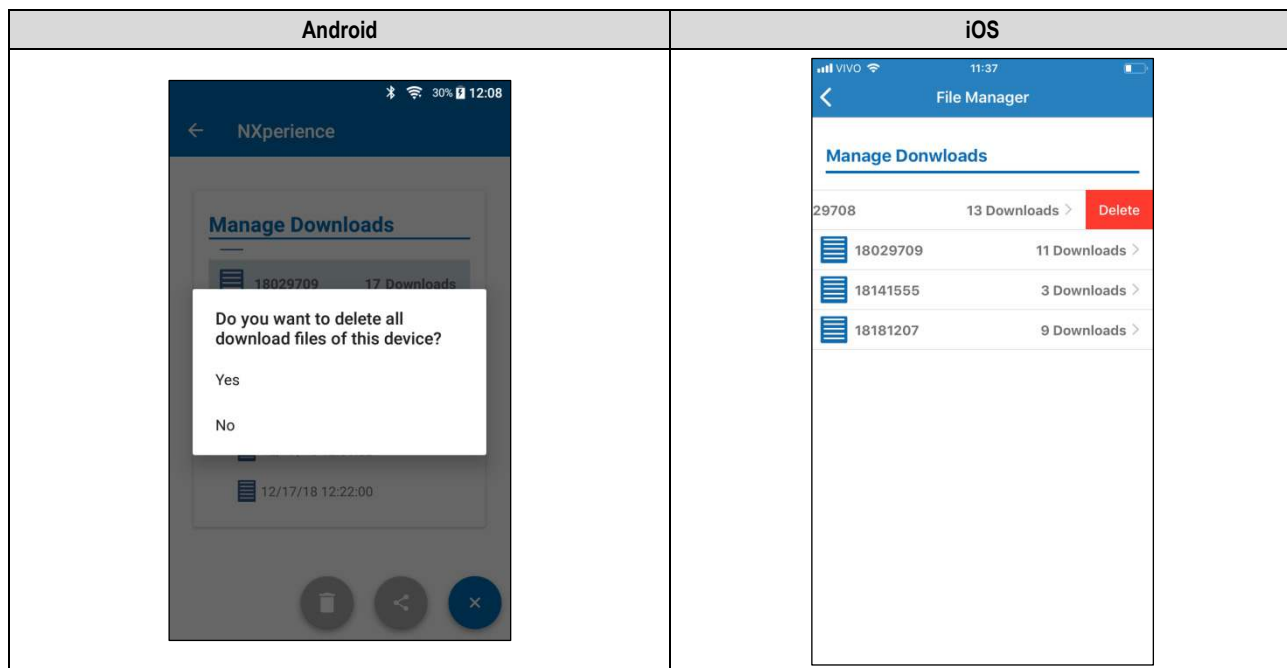 Android
iOS
30% 12:08
NXperience
Manage Downloads
18029709 17 Downloads
Do you want to delete all
download files of this device?
Yes
No
12/17/18 12:22:00
VIVO 11:37
File Manager
Manage Donwloads
29708 13 Downloads Delete
18029709 11 Downloads
18141555 3 Downloads
18181207 9 Downloads